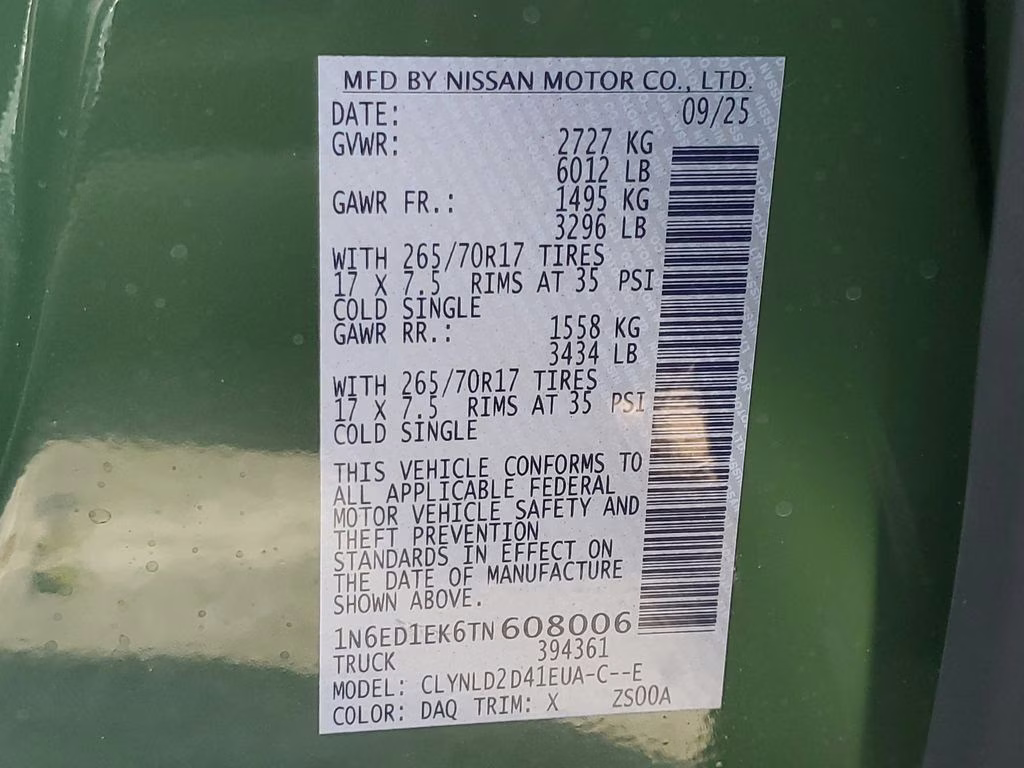 MFD BY NISSAN MOTOR CO., LTD.
DATE: 09/25
GVWR: 2727 KG
6012 LB
GAWR FR.: 1495 KG
3296 LB
WITH 265/70R17 TIRES
17 X 7.5 RIMS AT 35 PSI
COLD SINGLE
GAWR RR.: 1558 KG
3434 LB
WITH 265/70R17 TIRES
17 X 7.5 RIMS AT 35 PSI
COLD SINGLE
THIS VEHICLE CONFORMS TO
ALL APPLICABLE FEDERAL
MOTOR VEHICLE SAFETY AND
THEFT PREVENTION
STANDARDS IN EFFECT ON
THE DATE OF MANUFACTURE
SHOWN ABOVE.
1N6ED1EK6TN608006
TRUCK 394361
MODEL: CLYNLD2D41EUA-C--E
COLOR: DAQ TRIM: X ZS00A